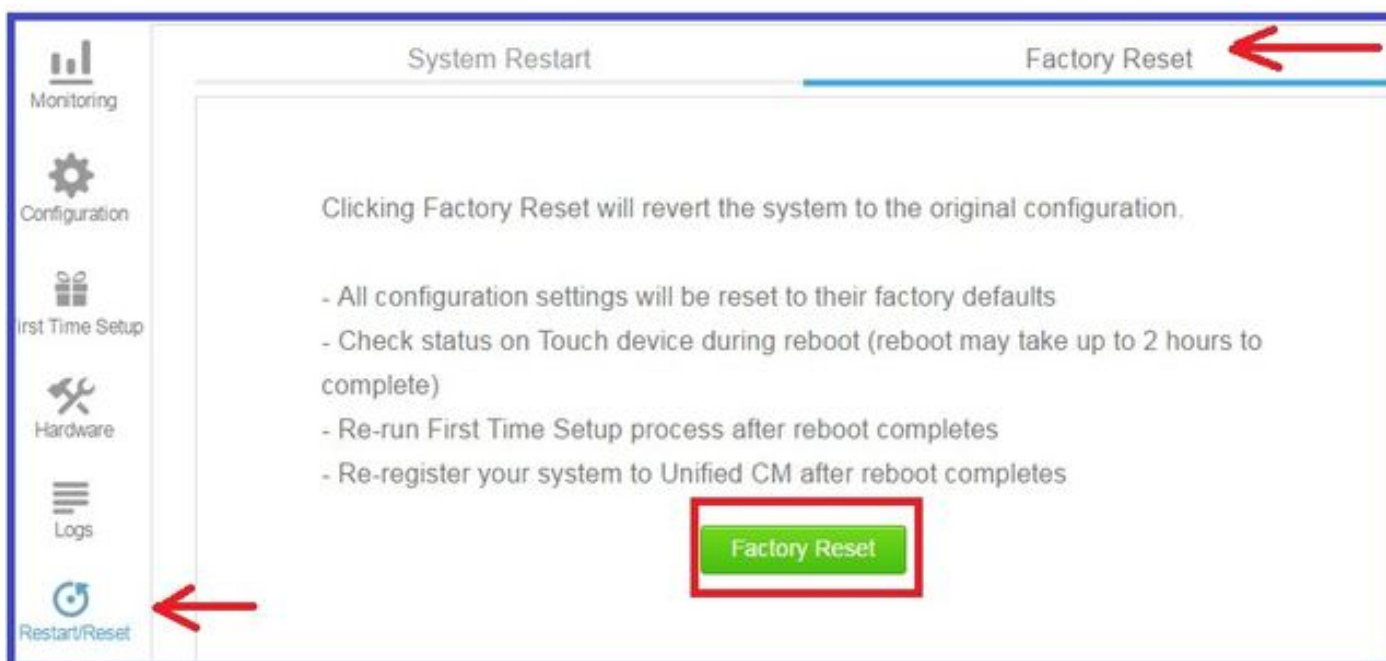 Monitoring
Configuration
irst Time Setup
Hardware
Logs
Restart/Reset
System Restart
Factory Reset
Clicking Factory Reset will revert the system to the original configuration.
- All configuration settings will be reset to their factory defaults
- Check status on Touch device during reboot (reboot may take up to 2 hours to
complete)
- Re-run First Time Setup process after reboot completes
- Re-register your system to Unified CM after reboot completes
Factory Reset